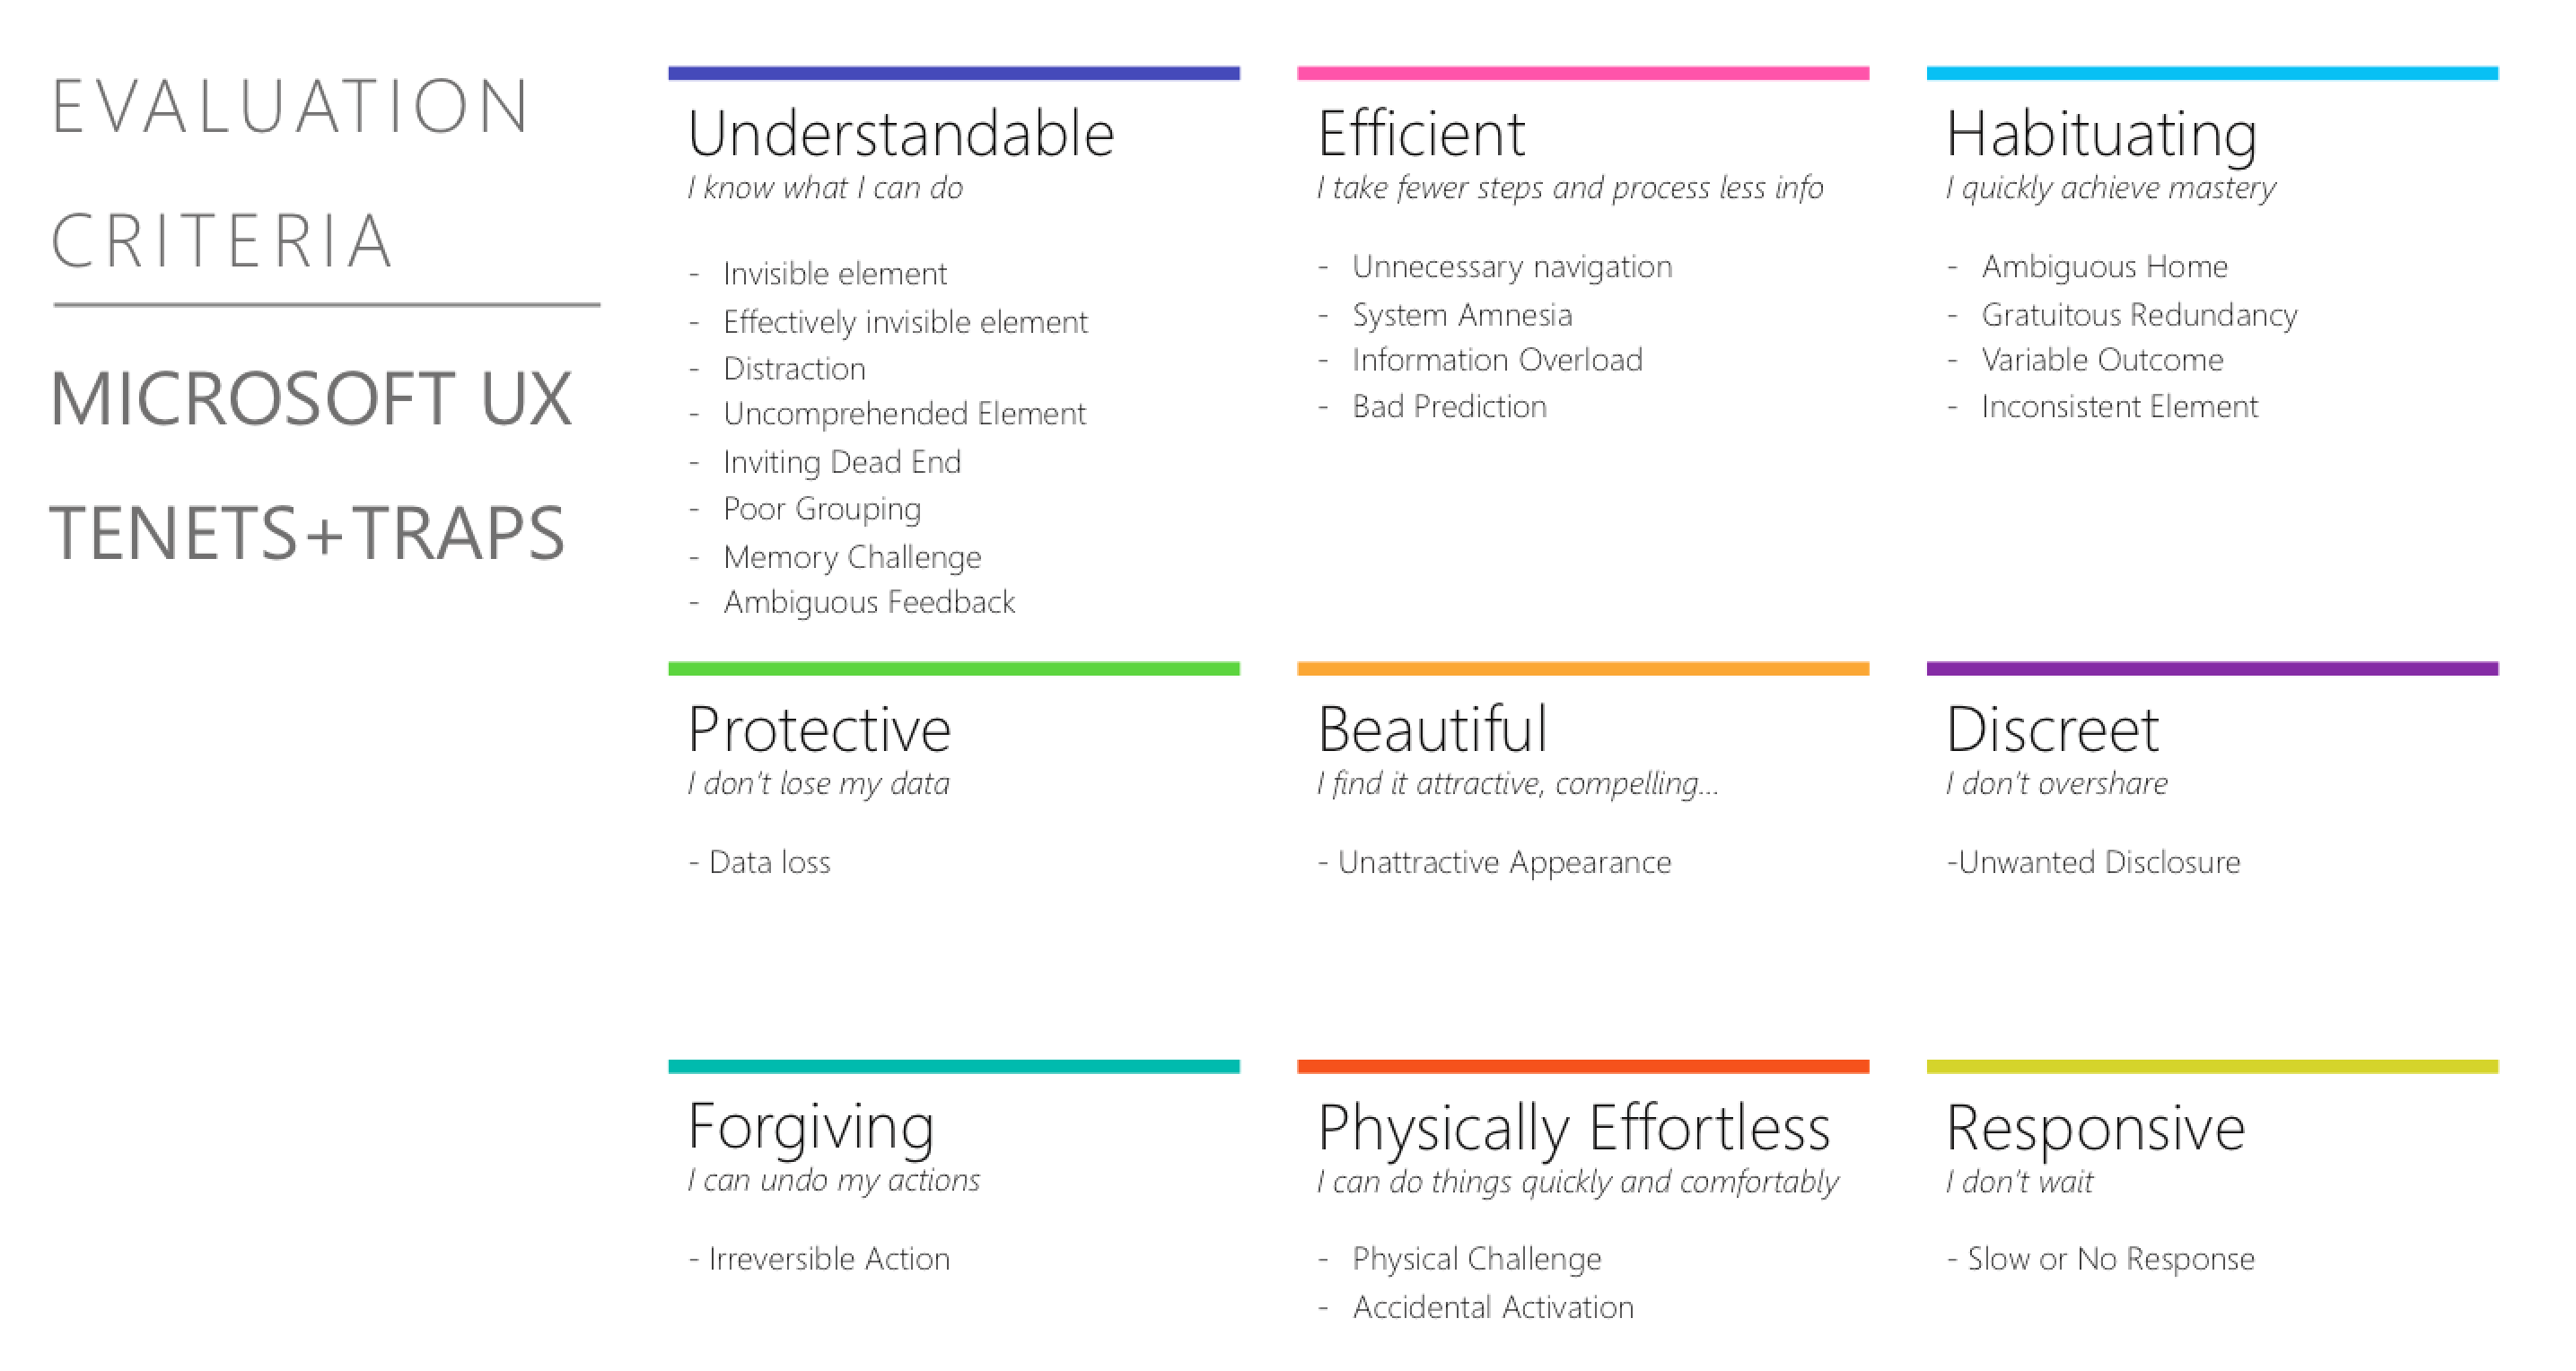 EVALUATION
CRITERIA
MICROSOFT UX
TENETS+TRAPS
Understandable
I know what I can do
- Invisible element
- Effectively invisible element
- Distraction
- Uncomprehended Element
- Inviting Dead End
- Poor Grouping
- Memory Challenge
- Ambiguous Feedback
Efficient
I take fewer steps and process less info
- Unnecessary navigation
- System Amnesia
- Information Overload
- Bad Prediction
Habituating
I quickly achieve mastery
- Ambiguous Home
- Gratuitous Redundancy
- Variable Outcome
- Inconsistent Element
Protective
I don't lose my data
- Data loss
Beautiful
I find it attractive, compelling...
- Unattractive Appearance
Discreet
I don't overshare
-Unwanted Disclosure
Forgiving
I can undo my actions
- Irreversible Action
Physically Effortless
I can do things quickly and comfortably
- Physical Challenge
- Accidental Activation
Responsive
I don't wait
- Slow or No Response